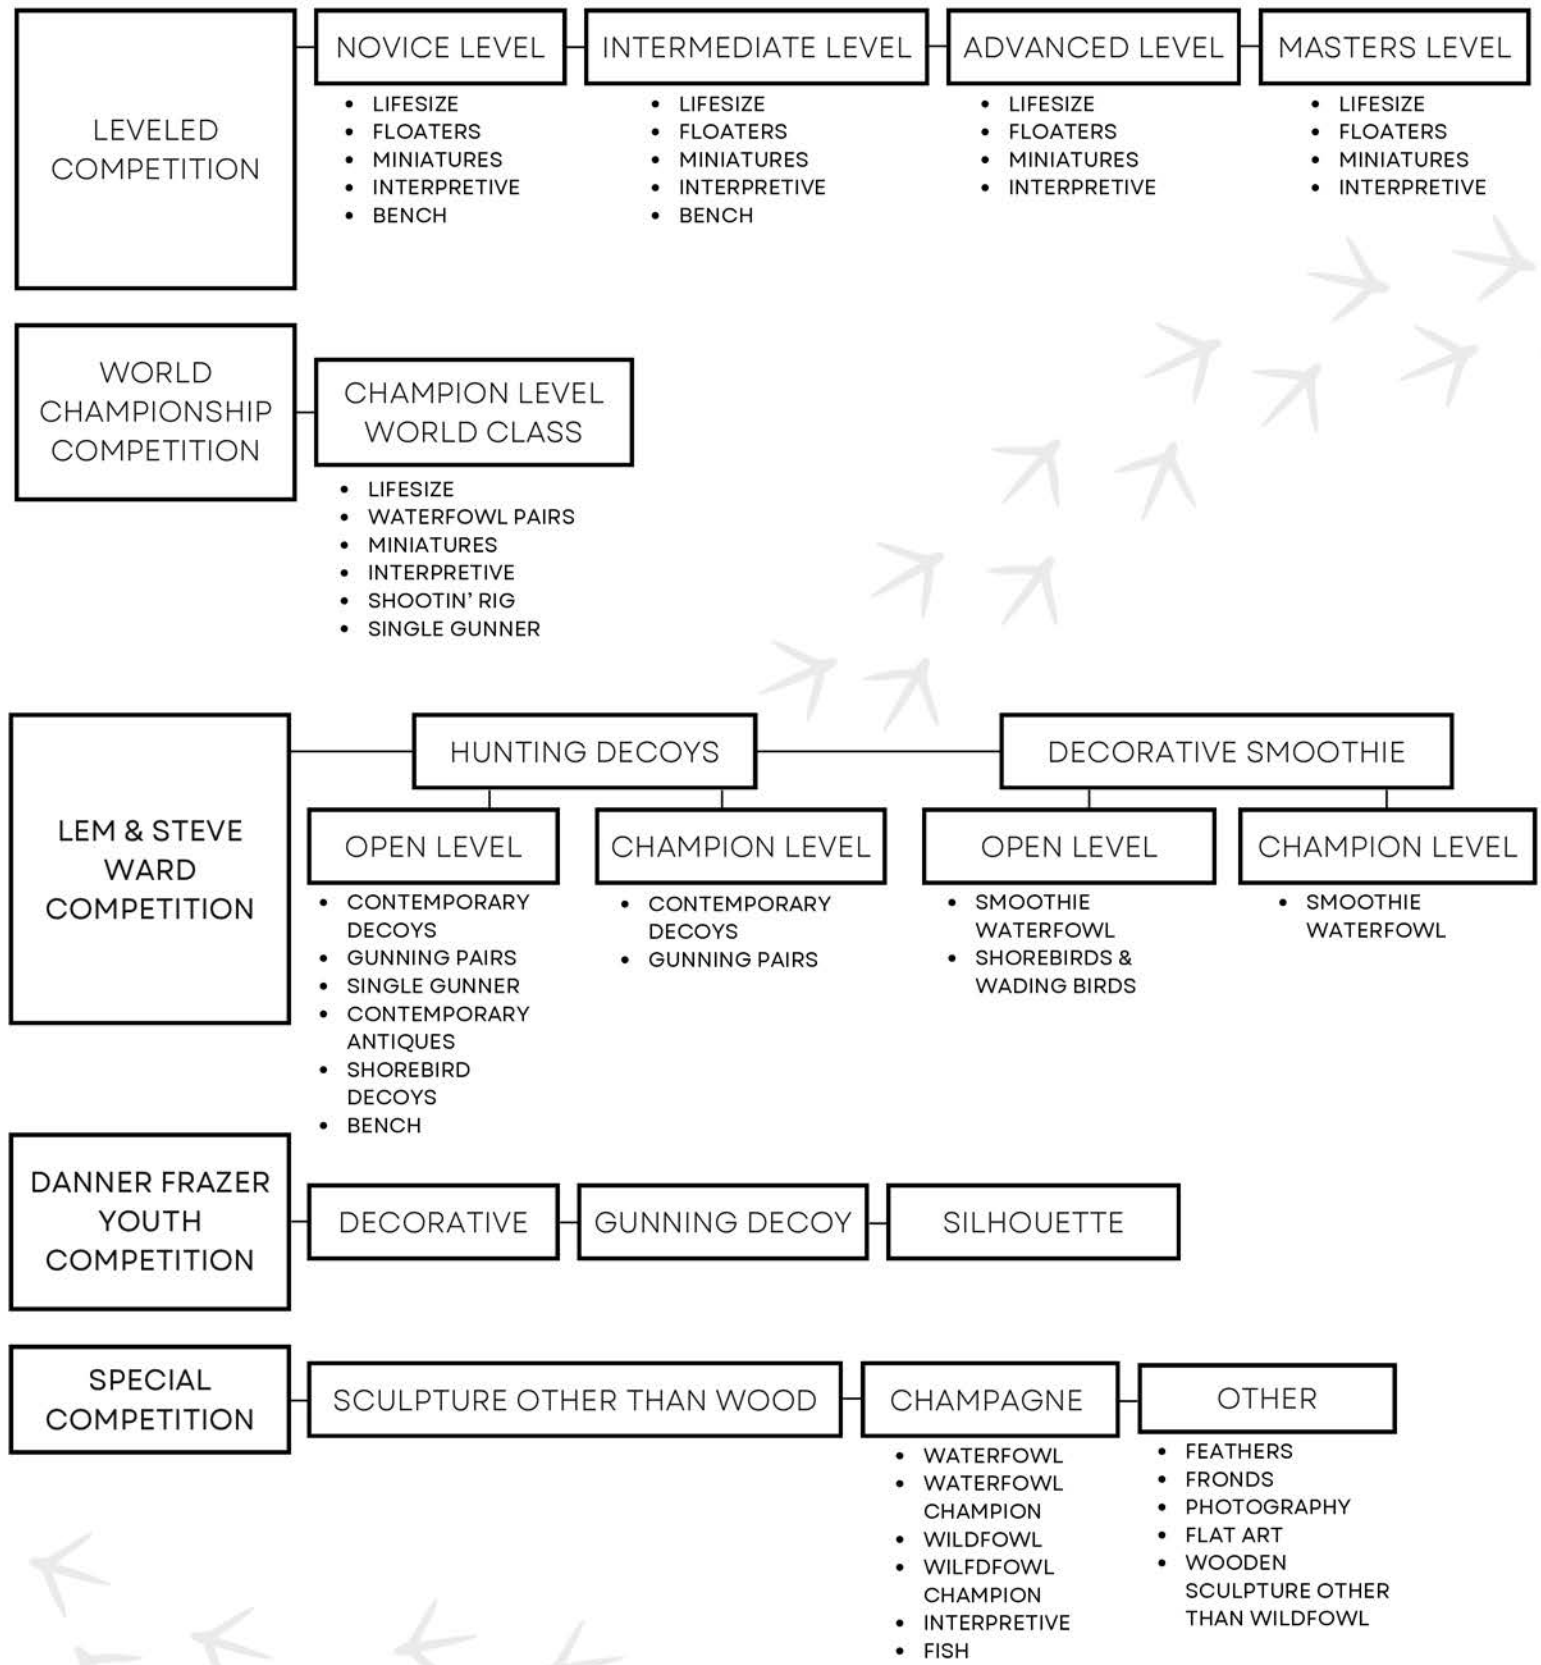 LEVELED
COMPETITION
NOVICE LEVEL
• LIFESIZE
• FLOATERS
• MINIATURES
• INTERPRETIVE
• BENCH
INTERMEDIATE LEVEL
• LIFESIZE
• FLOATERS
• MINIATURES
• INTERPRETIVE
• BENCH
ADVANCED LEVEL
• LIFESIZE
• FLOATERS
• MINIATURES
• INTERPRETIVE
MASTERS LEVEL
• LIFESIZE
• FLOATERS
• MINIATURES
• INTERPRETIVE
WORLD
CHAMPIONSHIP
COMPETITION
CHAMPION LEVEL
WORLD CLASS
• LIFESIZE
• WATERFOWL PAIRS
• MINIATURES
• INTERPRETIVE
• SHOOTIN’ RIG
• SINGLE GUNNER
LEM & STEVE
WARD
COMPETITION
HUNTING DECOYS
OPEN LEVEL
• CONTEMPORARY
DECOYS
• GUNNING PAIRS
• SINGLE GUNNER
• CONTEMPORARY
ANTIQUES
• SHOREBIRD
DECOYS
• BENCH
CHAMPION LEVEL
• CONTEMPORARY
DECOYS
• GUNNING PAIRS
DECORATIVE SMOOTHIE
OPEN LEVEL
• SMOOTHIE
WATERFOWL
• SHOREBIRDS &
WADING BIRDS
CHAMPION LEVEL
• SMOOTHIE
WATERFOWL
DANNER FRAZER
YOUTH
COMPETITION
DECORATIVE
GUNNING DECOY
SILHOUETTE
SPECIAL
COMPETITION
SCULPTURE OTHER THAN WOOD
CHAMPAGNE
• WATERFOWL
• WATERFOWL
CHAMPION
• WILDFOWL
• WILFDFOWL
CHAMPION
• INTERPRETIVE
• FISH
OTHER
• FEATHERS
• FRONDS
• PHOTOGRAPHY
• FLAT ART
• WOODEN
SCULPTURE OTHER
THAN WILDFOWL